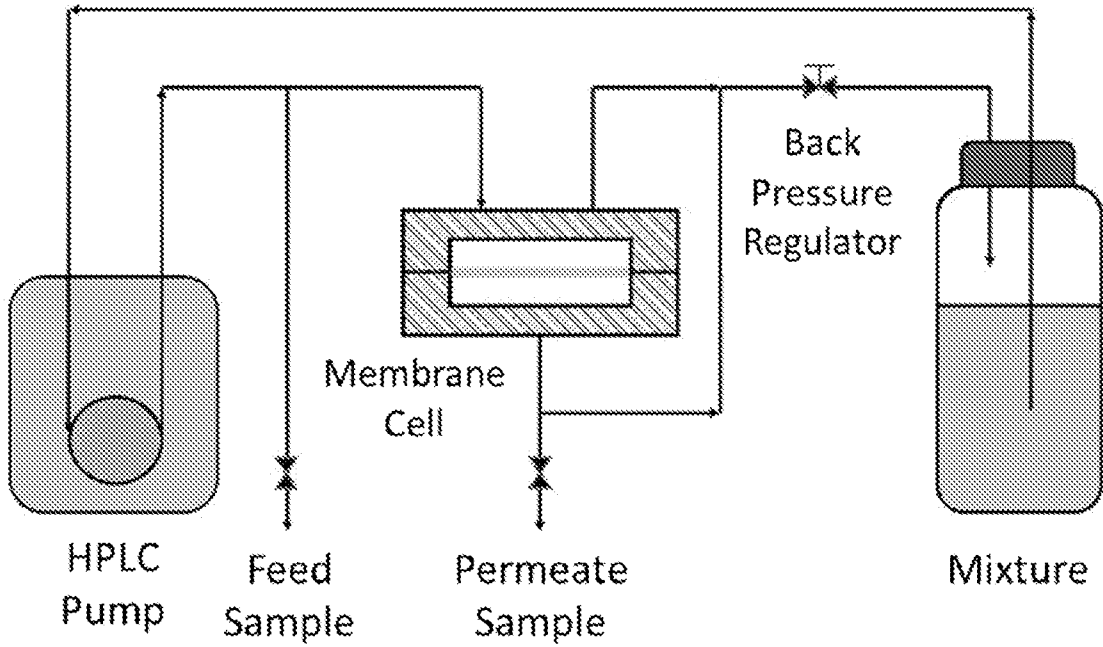 Back
Pressure
Regulator
Membrane
Cell
HPLC
Pump
Feed
Sample
Permeate
Sample
Mixture